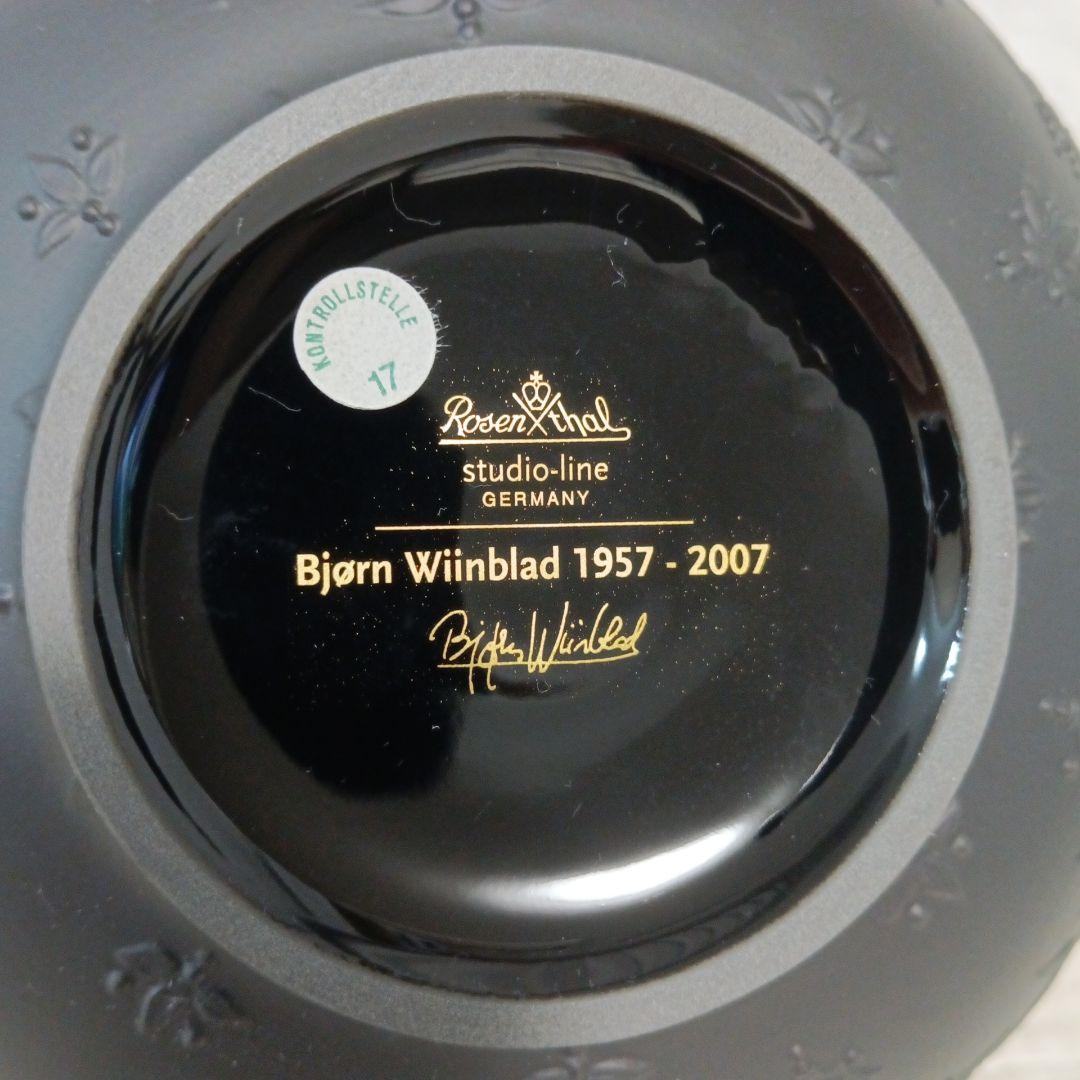 KONTROLLSTELLE
17
Rosenthal
studio-line
GERMANY
Bjørn Wiinblad 1957 - 2007
Bjørn Wiinblad